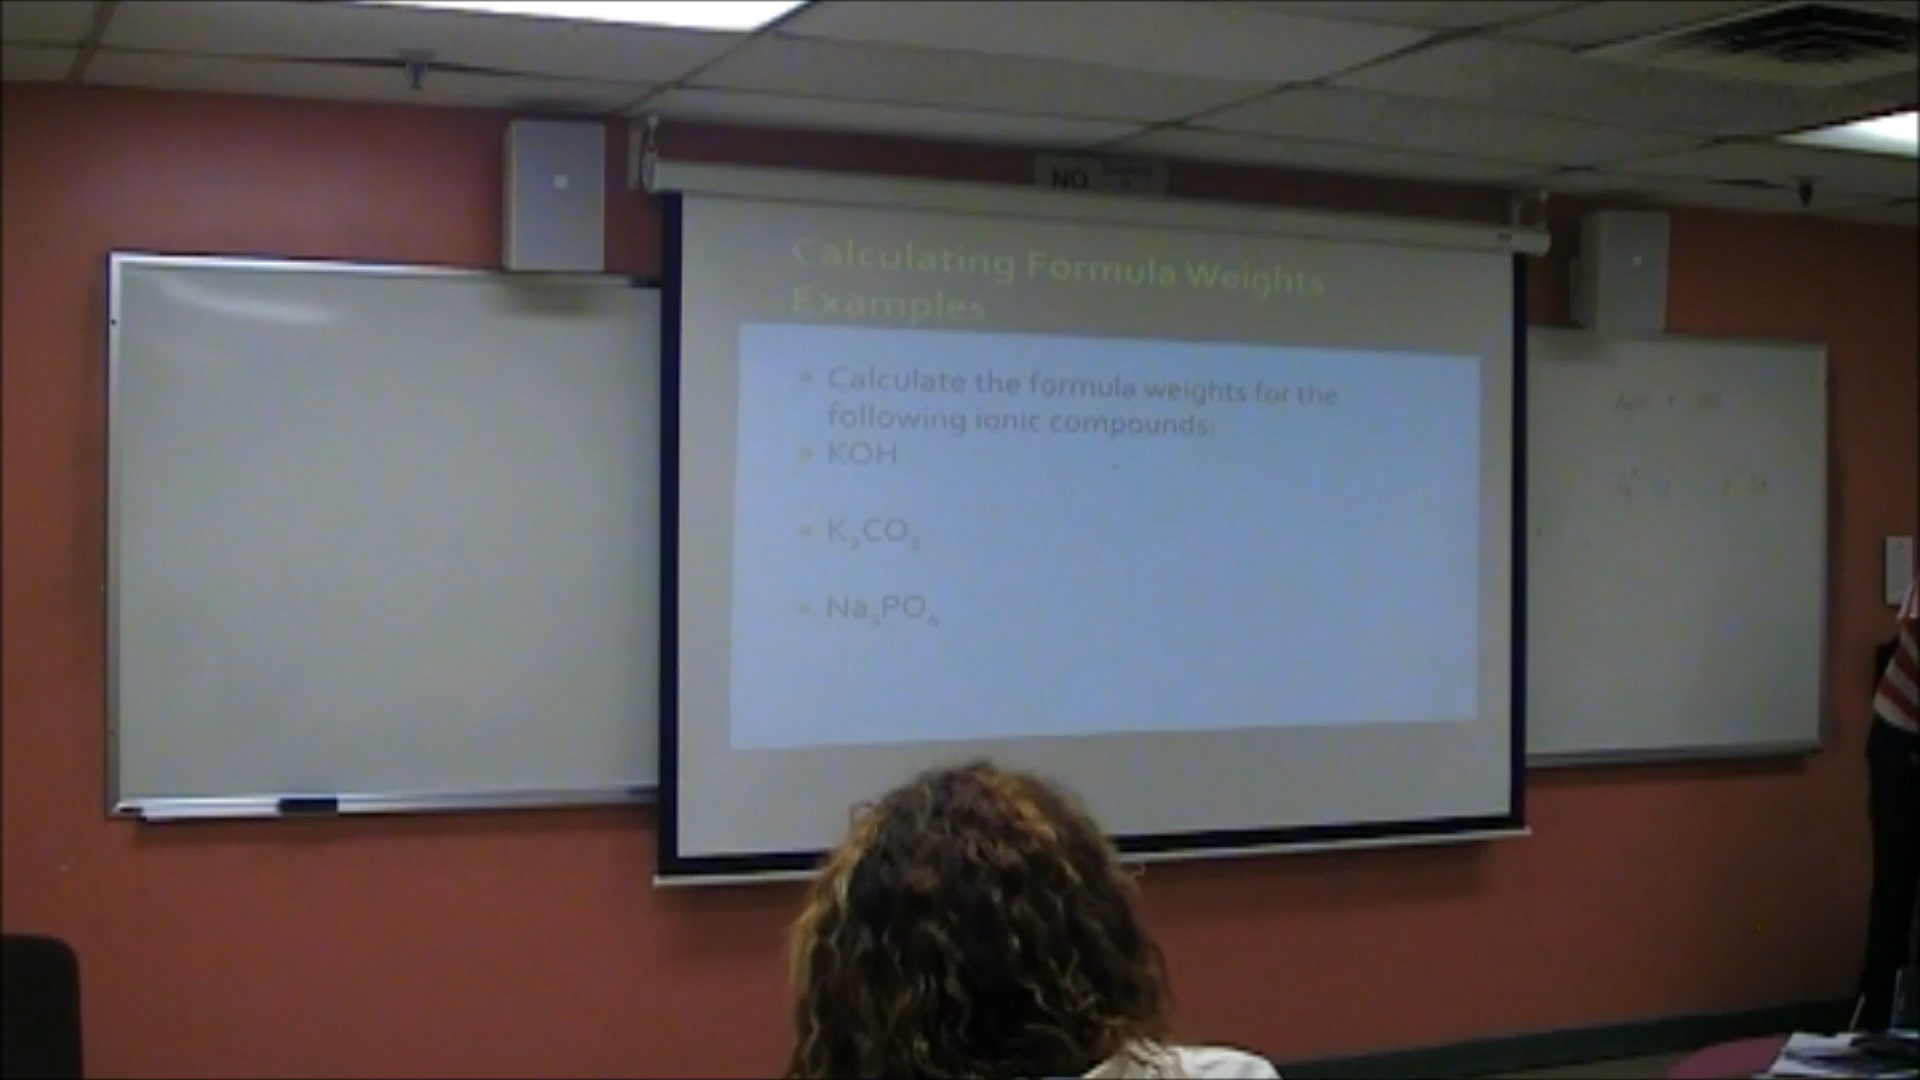 NO
Calculating Formula Weights
Examples
Calculate the formula weights for the
following ionic compounds:
KOH
K₂CO₃
Na₃PO₄